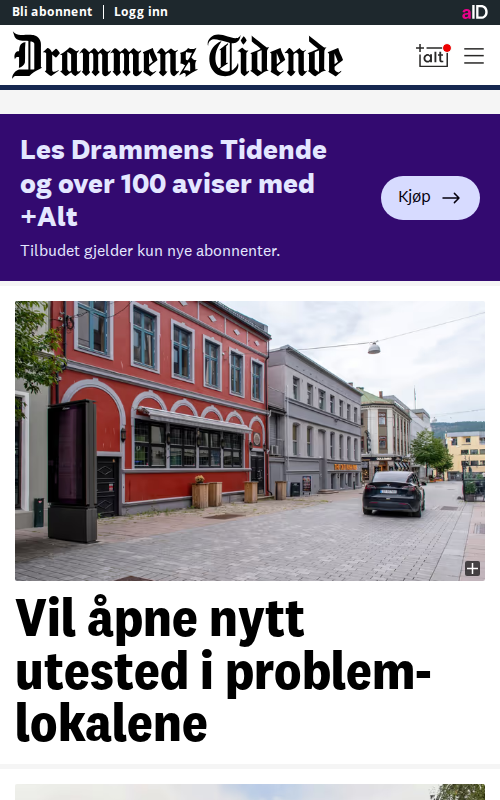 Bli abonnent
Logg inn
aID
Drammens Tidende
+alt
Les Drammens Tidende
og over 100 aviser med
+Alt
Tilbudet gjelder kun nye abonnenter.
Kjøp
Vil åpne nytt
utested i problem-
lokalene